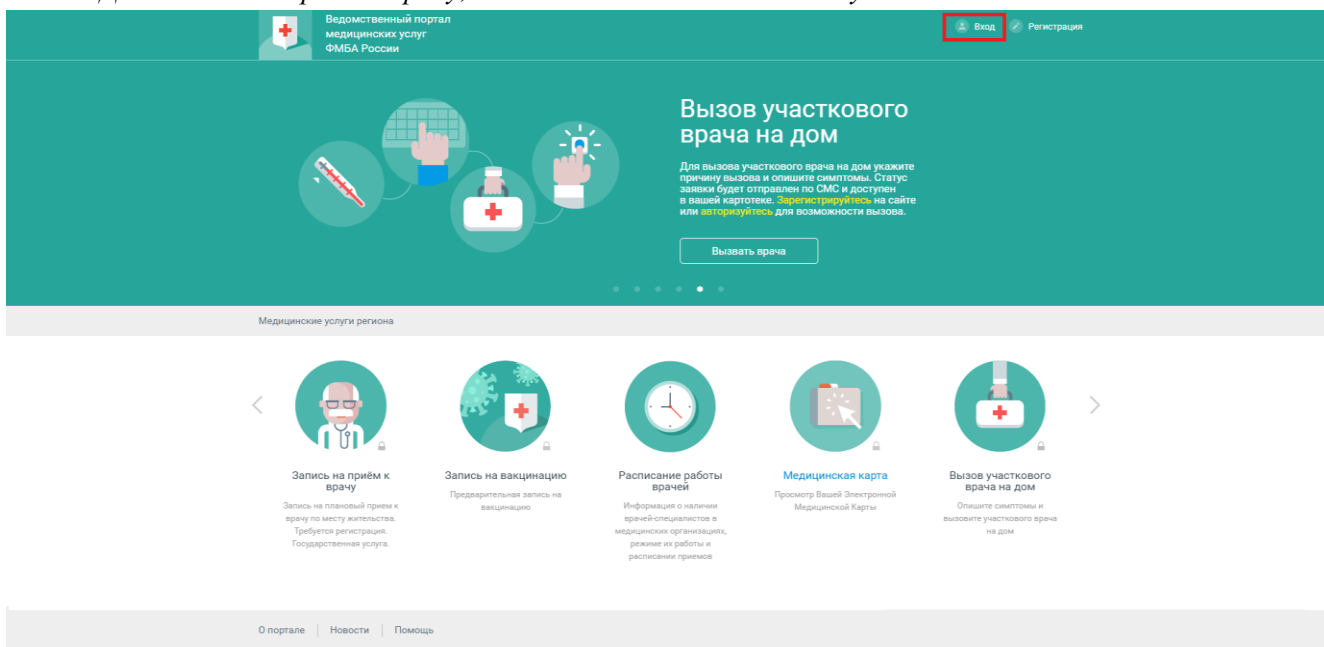 Ведомственный портал
медицинских услуг
ФМБА России
Вход
Регистрация
Вызов участкового
врача на дом
Для вызова участкового врача на дом укажите
причину вызова и опишите симптомы. Статус
заявки будет отправлен по СМС и доступен
в вашей картотеке. Зарегистрируйтесь на сайте
или авторизуйтесь для возможности вызова.
Вызвать врача
Медицинские услуги региона
Запись на приём к
врачу
Запись на плановый прием к
врачу по месту жительства.
Требуется регистрация.
Государственная услуга.
Запись на вакцинацию
Предварительная запись на
вакцинацию
Расписание работы
врачей
Информация о наличии
врачей-специалистов в
медицинских организациях,
режиме их работы и
расписании приемов
Медицинская карта
Просмотр Вашей Электронной
Медицинской Карты
Вызов участкового
врача на дом
Опишите симптомы и
вызовите участкового врача
на дом
О портале
Новости
Помощь